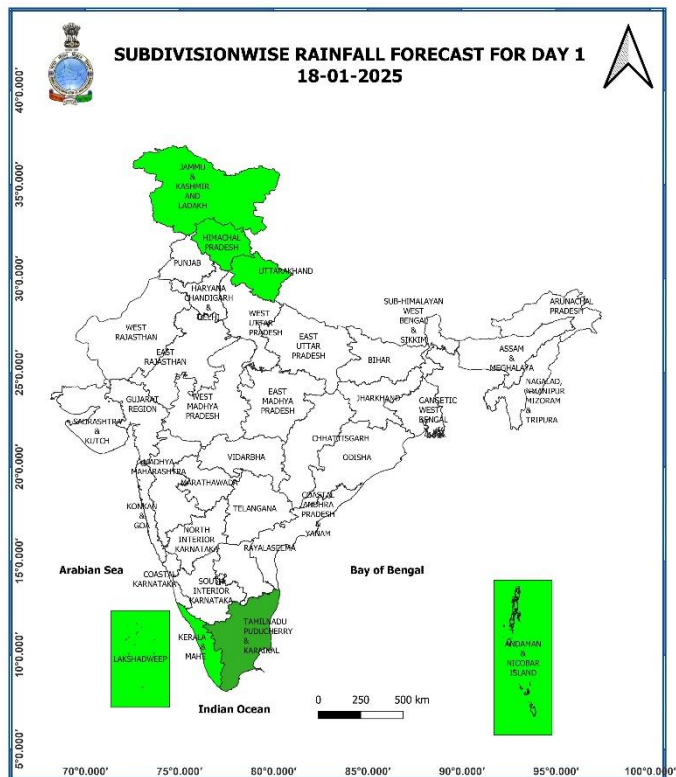 SUBDIVISIONWISE RAINFALL FORECAST FOR DAY 1
18-01-2025
40°0.000'
35°0.000'
30°0.000'
25°0.000'
20°0.000'
15°0.000'
10°0.000'
5°0.000'
JAMMU
&
KASHMIR
AND
LADAKH
HIMACHAL
PRADESH
PUNJAB
UTTARAKHAND
HARYANA
CHANDIGARH
&
DELHI
WEST
UTTAR
PRADESH
SUB-HIMALAYAN
WEST
BENGAL
&
SIKKIM
ARUNACHAL
PRADESH
WEST
RAJASTHAN
EAST
RAJASTHAN
EAST
UTTAR
PRADESH
BIHAR
ASSAM
&
MEGHALAYA
NAGALAD,
MANIPUR
MIZORAM
&
TRIPURA
GUJARAT
REGION
SAURASHTRA
&
KUTCH
WEST
MADHYA
PRADESH
EAST
MADHYA
PRADESH
JHARKHAND
GANGETIC
WEST
BENGAL
CHHATTISGARH
ODISHA
VIDARBHA
MADHYA
MAHARASHTRA
MARATHAWADA
KONKAN
&
GOA
TELANGANA
COASTAL
ANDHRA
PRADESH
&
YANAM
NORTH
INTERIOR
KARNATAKA
RAYALASEEMA
Arabian Sea
Bay of Bengal
COASTAL
KARNATAKA
SOUTH
INTERIOR
KARNATAKA
TAMILNADU
PUDUCHERRY
&
KARAIKAL
KERALA
&
MAHE
LAKSHADWEEP
ANDAMAN
&
NICOBAR
ISLAND
Indian Ocean
0 250 500 km
70°0.000' 75°0.000' 80°0.000' 85°0.000' 90°0.000' 95°0.000' 100°0.000'